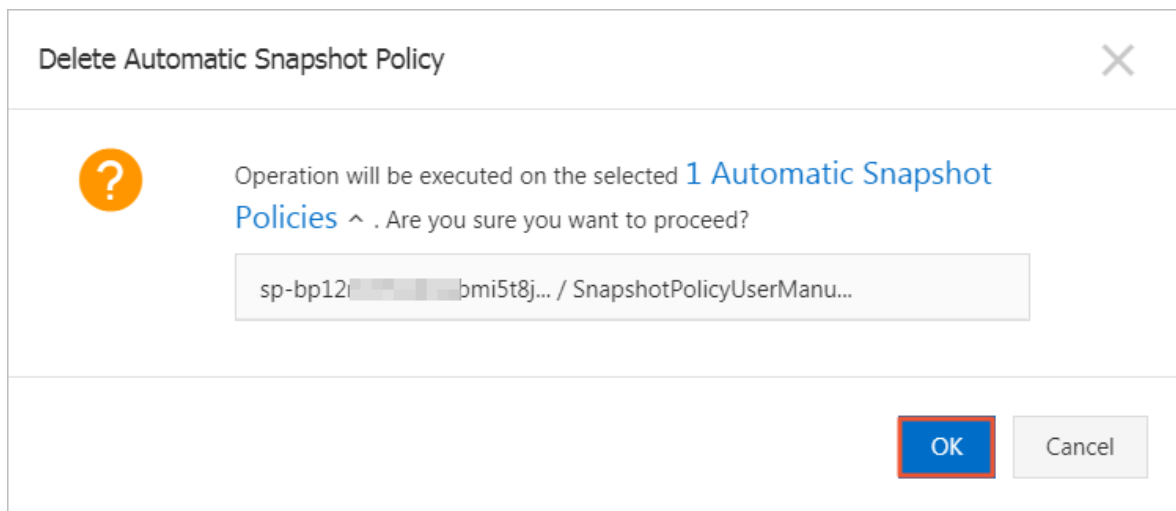 Delete Automatic Snapshot Policy
?
Operation will be executed on the selected 1 Automatic Snapshot
Policies ^ . Are you sure you want to proceed?
sp-bp12 bmi5t8j... / SnapshotPolicyUserManu...
OK Cancel